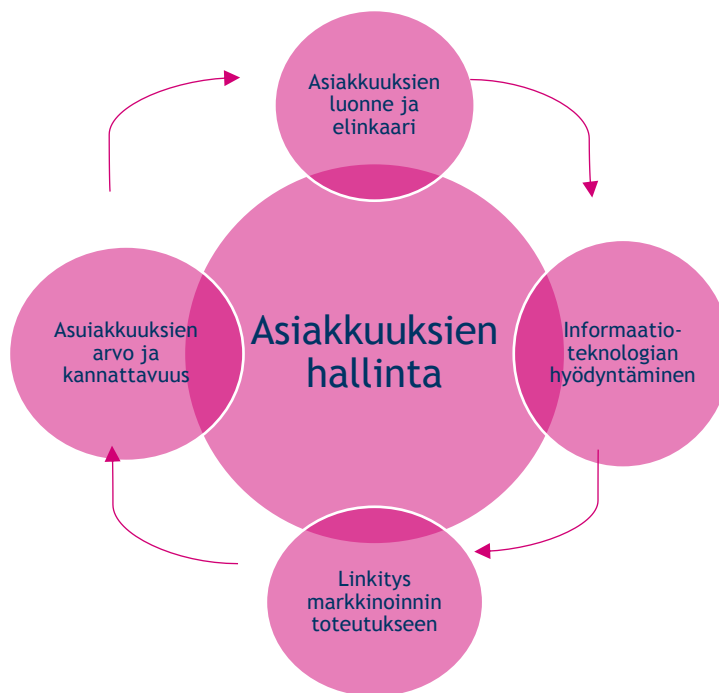 Asiakkuuksien
luonne ja
elinkaari
Asuiakkuuksien
arvo ja
kannattavuus
Asiakkuuksien
hallinta
Informaatio-
teknologian
hyödyntäminen
Linkitys
markkinoinnin
toteutukseen